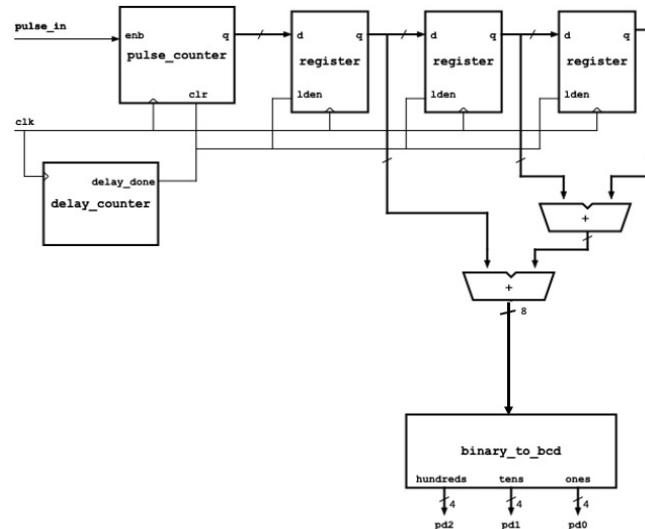 pulse_in
enb
q
pulse_counter
clr
d
q
register
lden
d
q
register
lden
d
q
register
lden
clk
delay_done
delay_counter
+
+
8
binary_to_bcd
hundreds
tens
ones
4
4
4
pd2
pd1
pd0